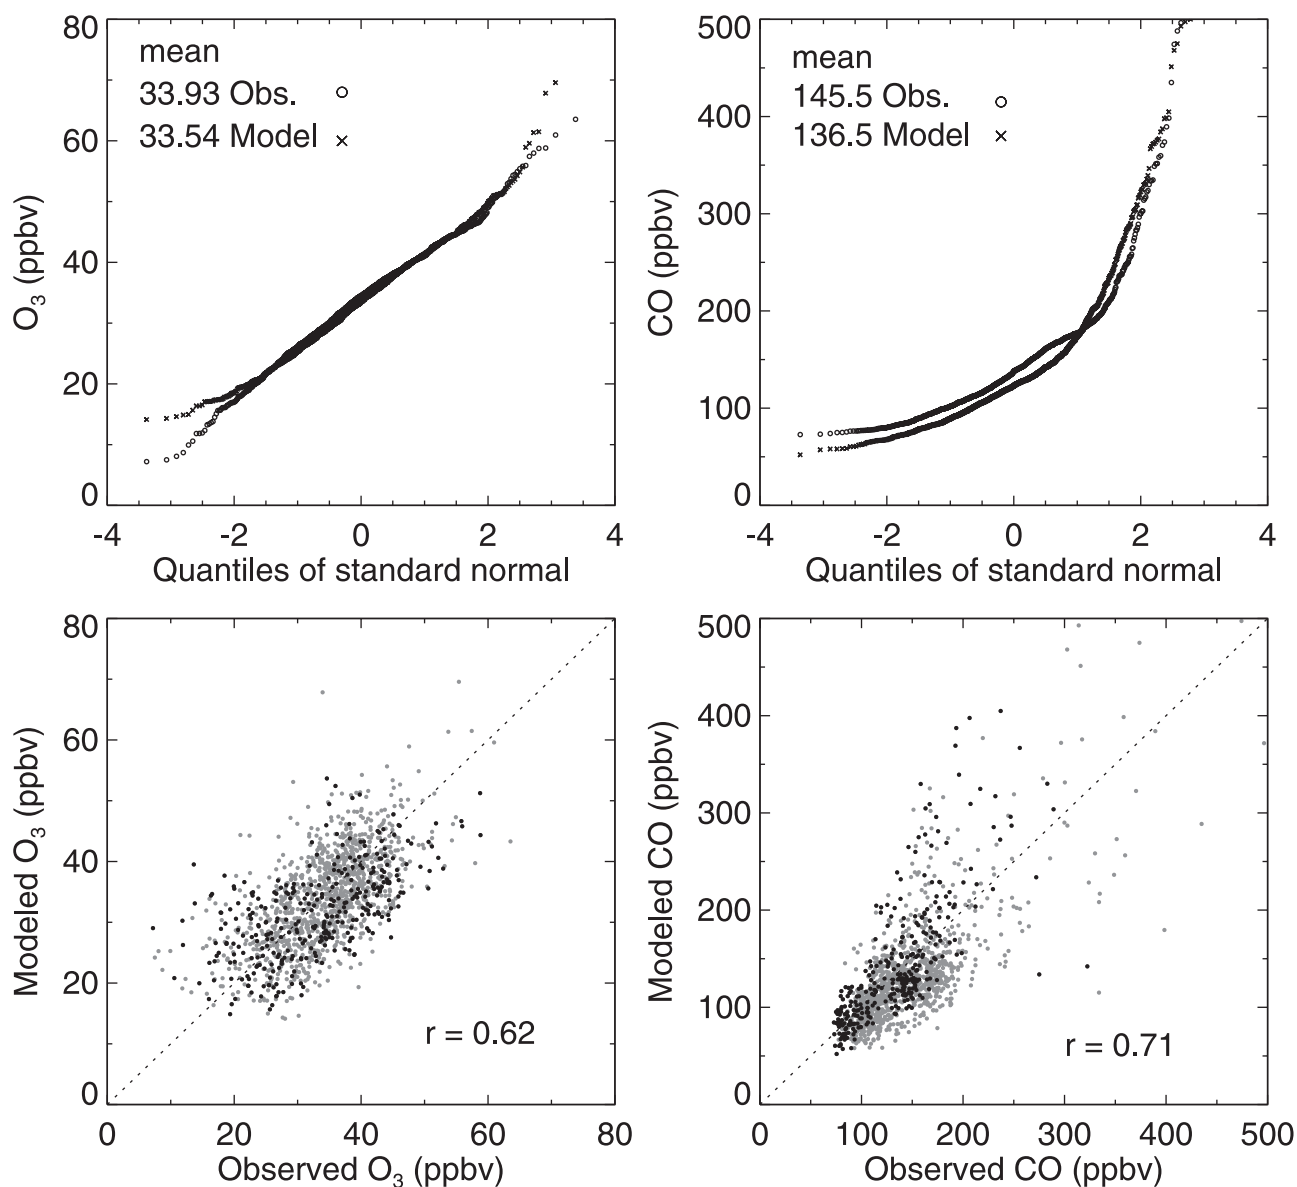 80
60
40
20
0
O3 (ppbv)
mean
33.93 Obs.
33.54 Model
-4 -2 0 2 4
Quantiles of standard normal
500
400
300
200
100
0
CO (ppbv)
mean
145.5 Obs.
136.5 Model
-4 -2 0 2 4
Quantiles of standard normal
80
60
40
20
0
Modeled O3 (ppbv)
r = 0.62
0 20 40 60 80
Observed O3 (ppbv)
500
400
300
200
100
0
Modeled CO (ppbv)
r = 0.71
0 100 200 300 400 500
Observed CO (ppbv)